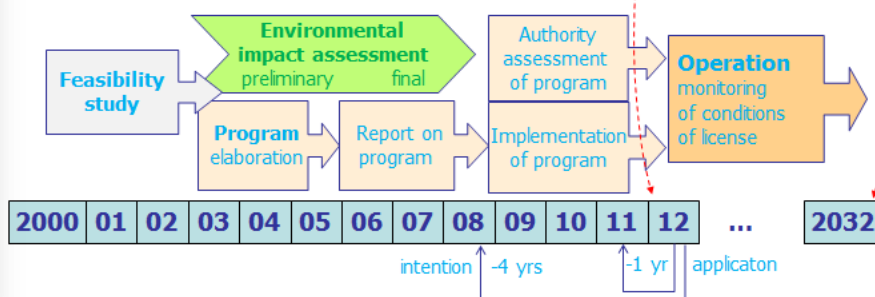 Feasibility
study
Environmental
impact assessment
preliminary final
Program
elaboration
Report on
program
Authority
assessment
of program
Implementation
of program
Operation
monitoring
of conditions
of license
2000 01 02 03 04 05 06 07 08 09 10 11 12 ... 2032
intention -4 yrs -1 yr applicaton